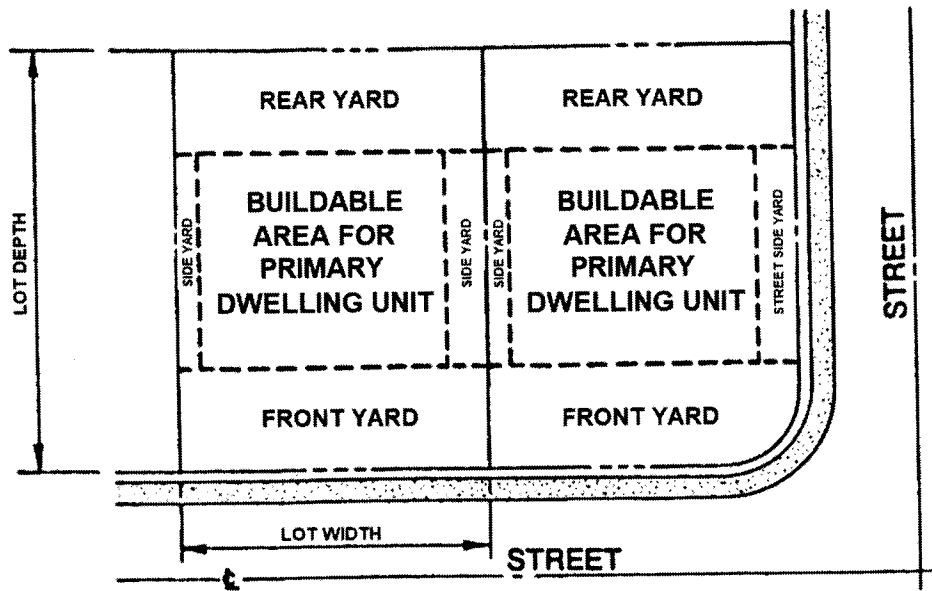 REAR YARD
REAR YARD
LOT DEPTH
SIDE YARD
BUILDABLE
AREA FOR
PRIMARY
DWELLING UNIT
SIDE YARD
SIDE YARD
BUILDABLE
AREA FOR
PRIMARY
DWELLING UNIT
STREET SIDE YARD
STREET
FRONT YARD
FRONT YARD
LOT WIDTH
STREET
℄